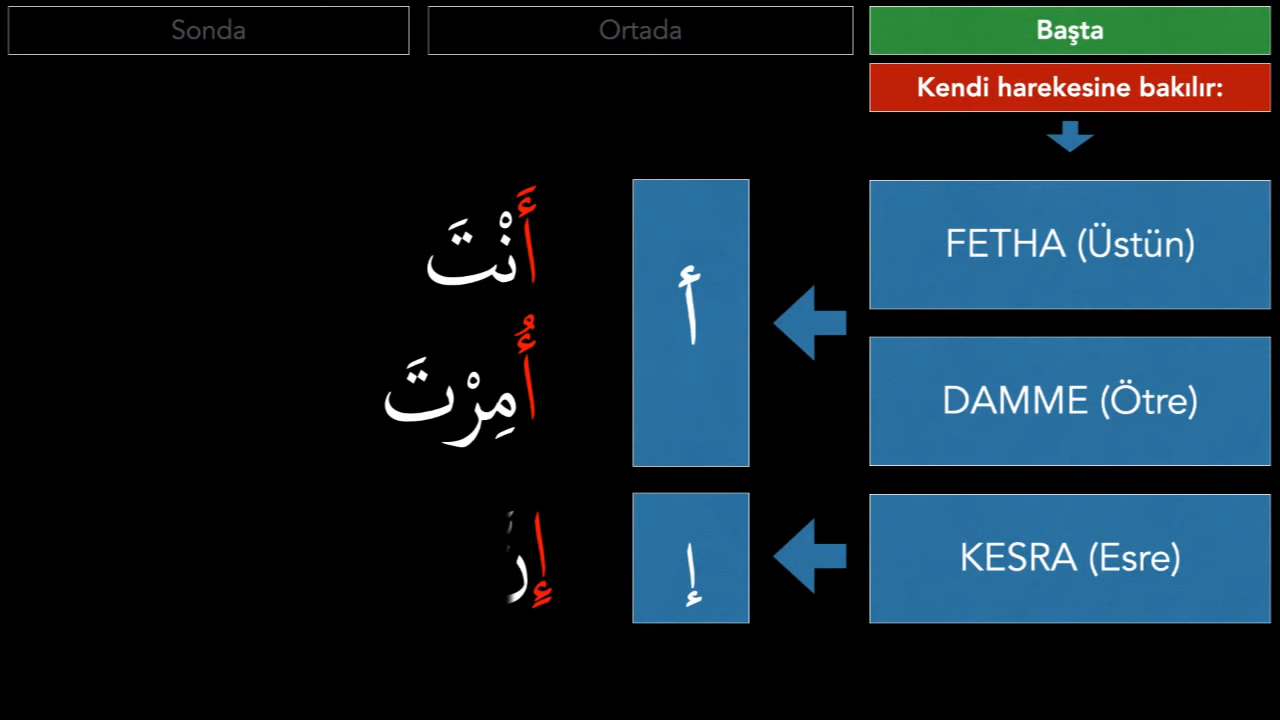 Sonda
Ortada
Başta
Kendi harekesine bakılır:
FETHA (Üstün)
أ
أَنْتَ
DAMME (Ötre)
أُمِرْتَ
KESRA (Esre)
إ